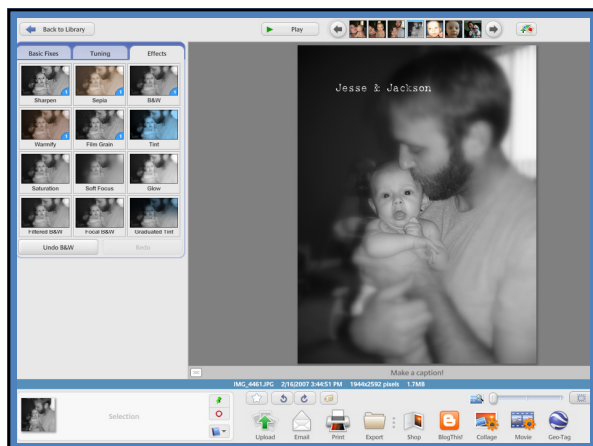 Back to Library
Play
Basic Fixes
Tuning
Effects
Jesse & Jackson
Sharpen
Sepia
B&W
Warmify
Film Grain
Tint
Saturation
Soft Focus
Glow
Filtered B&W
Focal B&W
Graduated Tint
Undo B&W
Redo
Make a caption!
IMG_4461.JPG 2/16/2007 3:44:51 PM 1944x2592 pixels 1.7MB
Selection
Upload
Email
Print
Export
Shop
BlogThis!
Collage
Movie
Geo-Tag